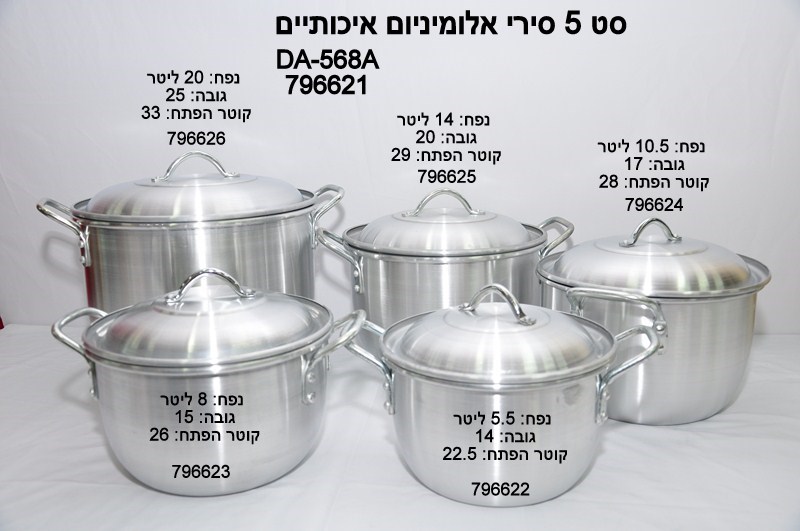 סט 5 סירי אלומיניום איכותיים
DA-568A
796621
נפח: 20 ליטר
גובה: 25
קוטר הפתח: 33
796626
נפח: 14 ליטר
גובה: 20
קוטר הפתח: 29
796625
נפח: 10.5 ליטר
גובה: 17
קוטר הפתח: 28
796624
נפח: 8 ליטר
גובה: 15
קוטר הפתח: 26
796623
נפח: 5.5 ליטר
גובה: 14
קוטר הפתח: 22.5
796622